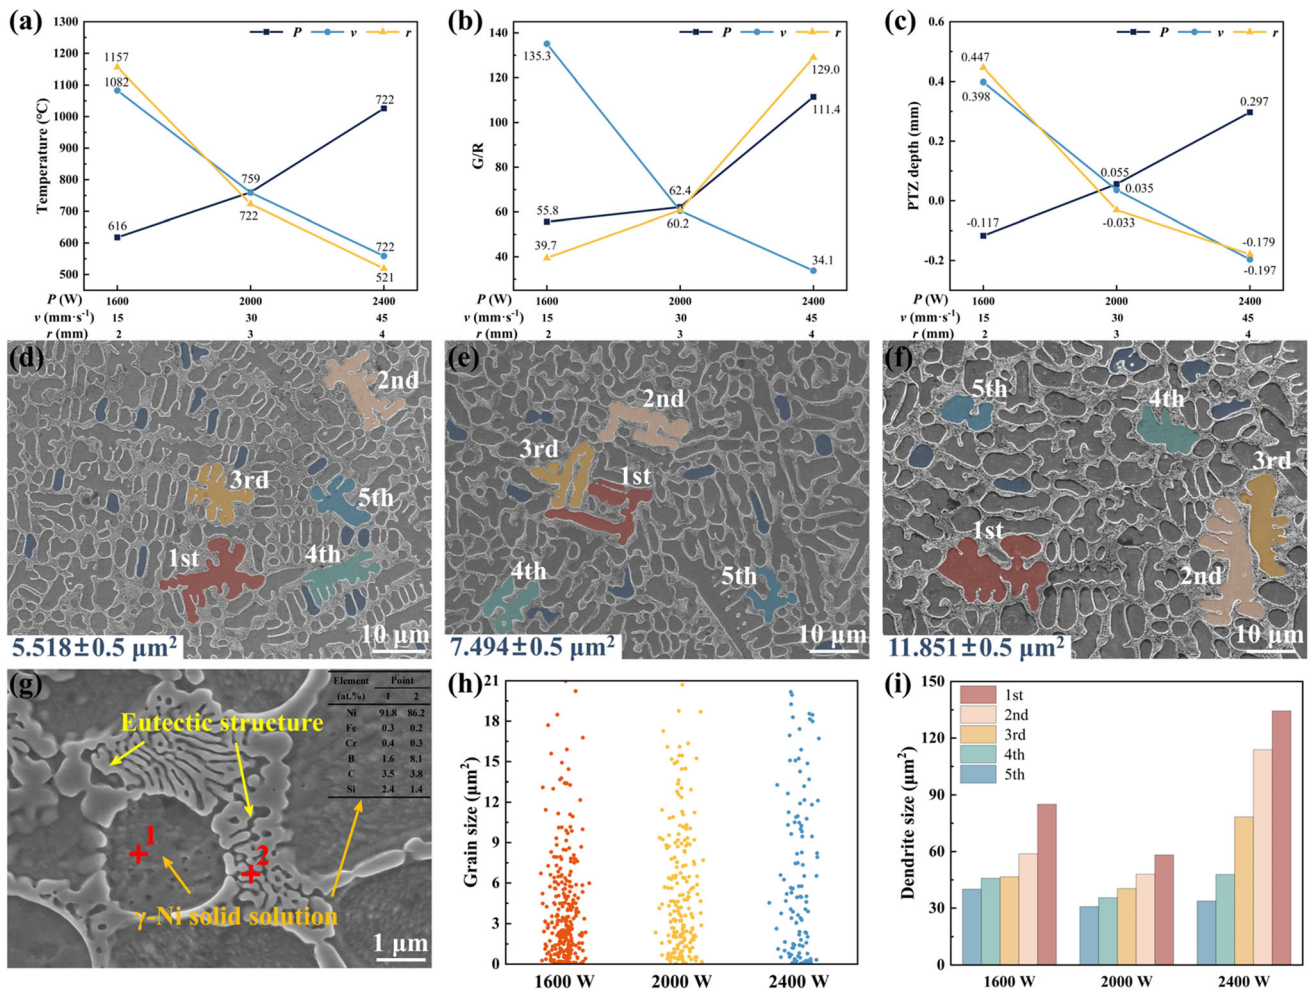 (a)
1300
1200
1100
1000
900
800
700
600
500
Temperature (℃)
P v r
1157
1082
616
759
722
722
722
521
P (W) 1600 2000 2400
v (mm·s⁻¹) 15 30 45
r (mm) 2 3 4
(b)
140
120
100
80
60
40
G/R
P v r
135.3
55.8
39.7
62.4
60.2
129.0
111.4
34.1
P (W) 1600 2000 2400
v (mm·s⁻¹) 15 30 45
r (mm) 2 3 4
(c)
0.6
0.4
0.2
0.0
-0.2
PTZ depth (mm)
P v r
0.447
0.398
-0.117
0.055
0.035
-0.033
0.297
-0.179
-0.197
P (W) 1600 2000 2400
v (mm·s⁻¹) 15 30 45
r (mm) 2 3 4
(d)
2nd
3rd
5th
1st
4th
5.518±0.5 μm²
10 μm
(e)
2nd
3rd
1st
4th
5th
7.494±0.5 μm²
10 μm
(f)
5th
4th
3rd
1st
2nd
11.851±0.5 μm²
10 μm
(g)
Element Point
(at.%) 1 2
Ni 91.8 86.2
Fe 0.3 0.2
Cr 0.4 0.3
B 1.6 8.1
C 3.5 3.8
Si 2.4 1.4
Eutectic structure
1
2
γ-Ni solid solution
1 μm
(h)
21
18
15
12
9
6
3
0
Grain size (μm²)
1600 W 2000 W 2400 W
(i)
150
120
90
60
30
0
Dendrite size (μm²)
1st
2nd
3rd
4th
5th
1600 W 2000 W 2400 W